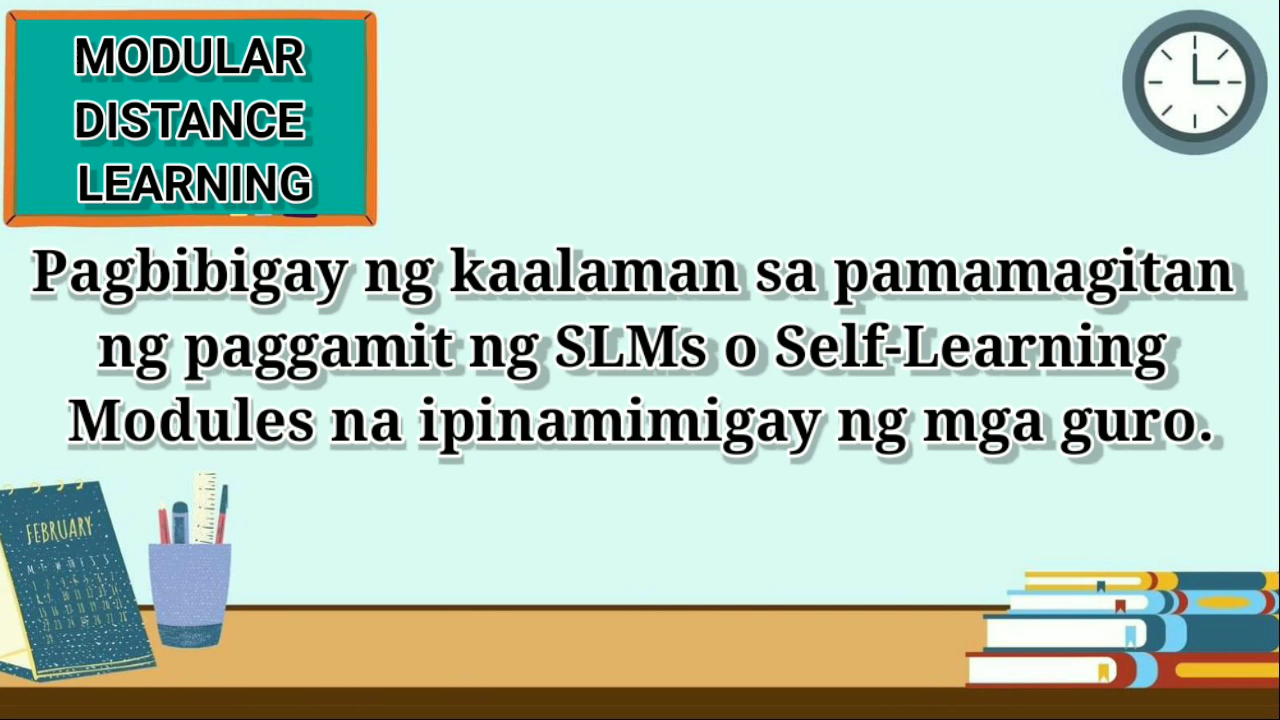 MODULAR
DISTANCE
LEARNING
Pagbibigay ng kaalaman sa pamamagitan
ng paggamit ng SLMs o Self-Learning
Modules na ipinamimigay ng mga guro.
FEBRUARY